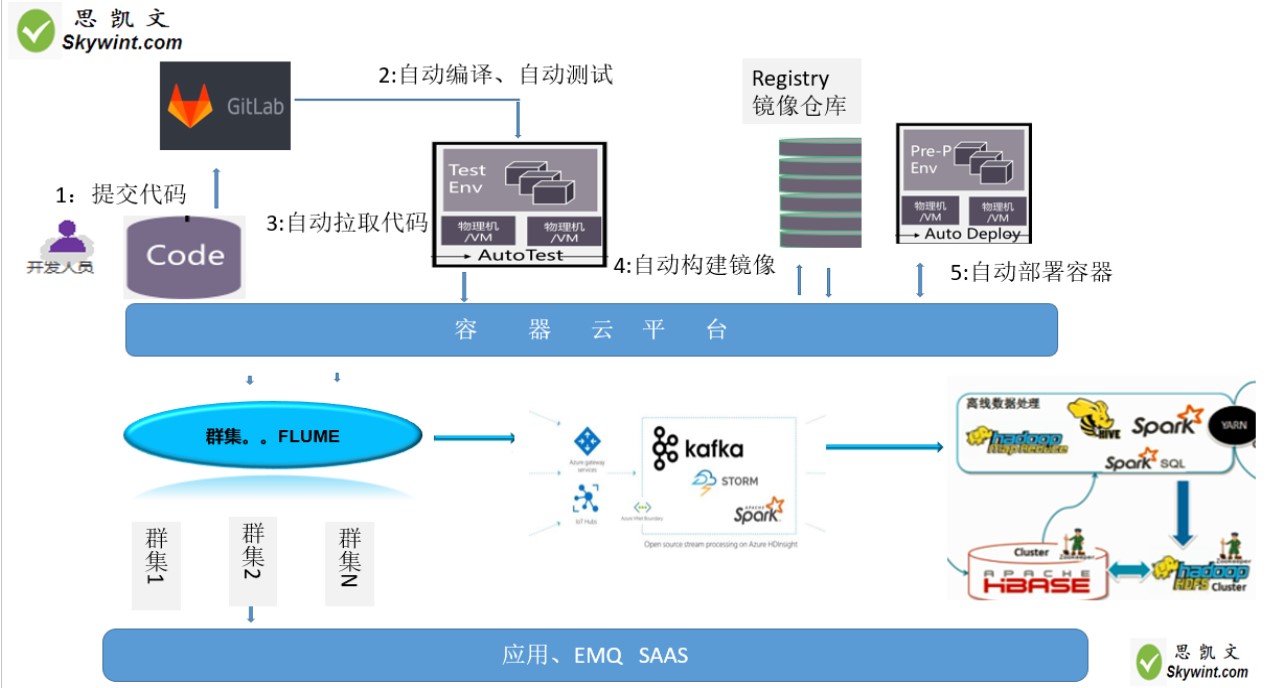 思凯文
Skywint.com
2:自动编译、自动测试
GitLab
Registry
镜像仓库
Test
Env
物理机
/VM
物理机
/VM
AutoTest
Pre-P
Env
物理机
/VM
物理机
/VM
Auto Deploy
1：提交代码
3:自动拉取代码
开发人员
Code
4:自动构建镜像
5:自动部署容器
容器云平台
群集。。FLUME
Azure gateway
services
IoT Hubs
Azure VNet Boundary
kafka
STORM
APACHE
Spark
Open source stream processing on Azure HDInsight
离线数据处理
hadoop
MapReduce
HIVE
Spark
Spark SQL
YARN
Cluster
Zookeeper
APACHE
HBASE
Zookeeper
hadoop
HDFS Cluster
群集1
群集2
群集N
应用、EMQ SAAS
思凯文
Skywint.com